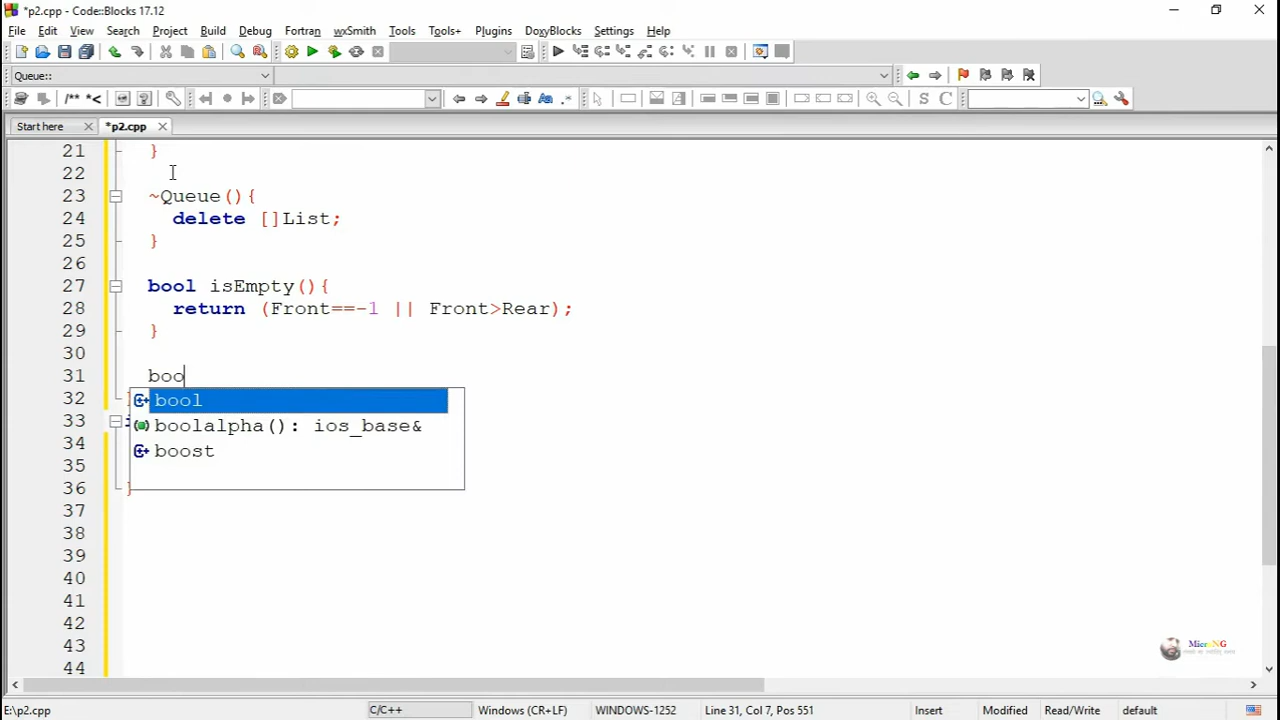 *p2.cpp - Code::Blocks 17.12
File Edit View Search Project Build Debug Fortran wxSmith Tools Tools+ Plugins DoxyBlocks Settings Help
Queue::
/** *<
S C
Start here *p2.cpp
21 }
22
23 ~Queue(){
24 delete []List;
25 }
26
27 bool isEmpty(){
28 return (Front==-1 || Front>Rear);
29 }
30
31 boo
32
bool
33
boolalpha(): ios_base&
34
boost
35
36 }
37
38
39
40
41
42
43
44
MicroNG
E:\p2.cpp C/C++ Windows (CR+LF) WINDOWS-1252 Line 31, Col 7, Pos 551 Insert Modified Read/Write default